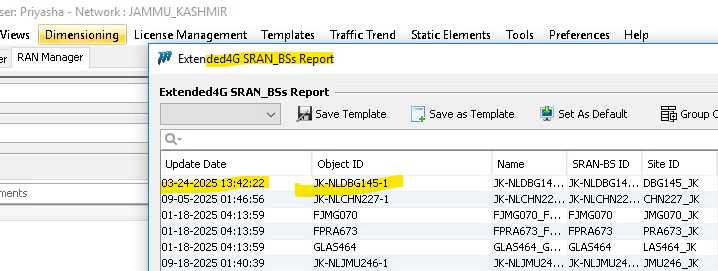 ser: Priyasha - Network : JAMMU_KASHMIR
Views Dimensioning License Management Templates Traffic Trend Static Elements Tools Preferences Help
er RAN Manager
Extended4G SRAN_BSs Report
Extended4G SRAN_BSs Report
Save Template Save as Template Set As Default Group C
ments
Update Date Object ID Name SRAN-BS ID Site ID
03-24-2025 13:42:22 JK-NLDBG145-1 JK-NLDBG14... JK-NLDBG14... DBG145_JK
09-05-2025 01:46:56 JK-NLCHN227-1 JK-NLCHN22... JK-NLCHN22... CHN227_JK
01-18-2025 04:13:59 FJMG070 FJMG070_F... FJMG070_F... JMG070_JK
01-18-2025 04:13:59 FPRA673 FPRA673_F... FPRA673_F... PRA673_JK
01-18-2025 04:13:59 GLAS464 GLAS464_G... GLAS464_G... LAS464_JK
09-18-2025 01:40:39 JK-NLJMU246-1 JK-NLJMU24... JK-NLJMU24... JMU246_JK